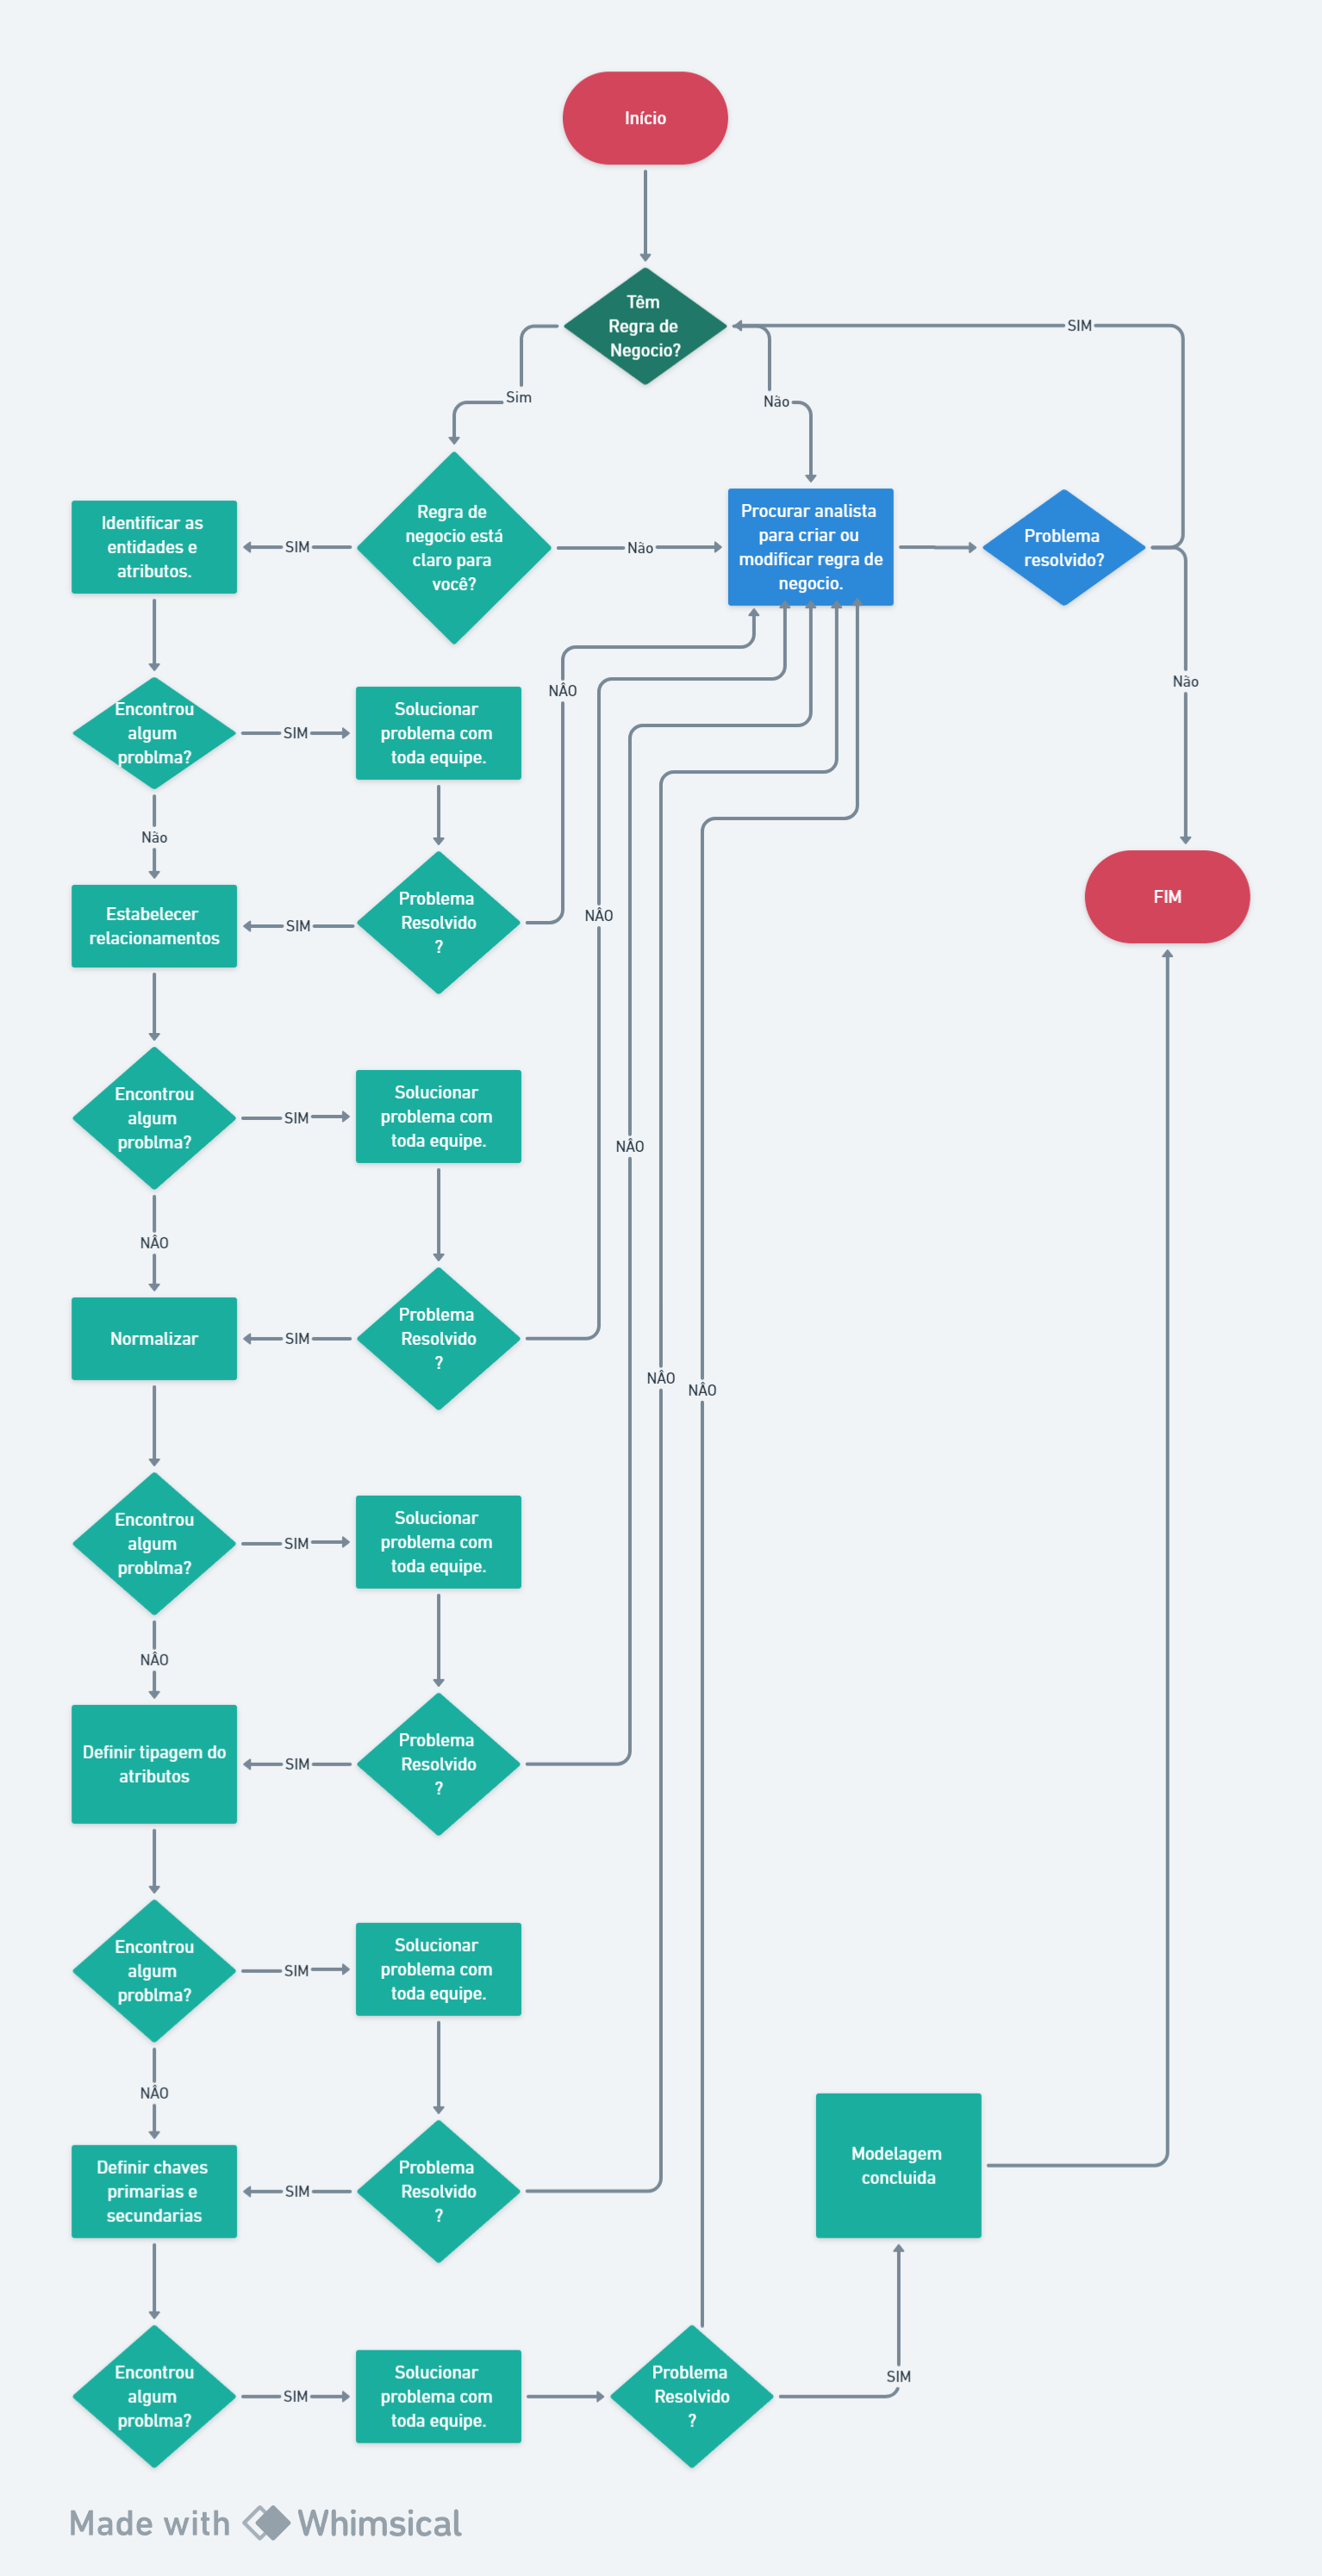 Início
Têm
Regra de
Negocio?
SIM
Sim
Não
Regra de
negocio está
claro para
você?
Procurar analista
para criar ou
modificar regra de
negocio.
Problema
resolvido?
Identificar as
entidades e
atributos.
SIM
Não
Não
NÂO
Encontrou
algum
problma?
SIM
Solucionar
problema com
toda equipe.
Não
Problema
Resolvido
?
FIM
Estabelecer
relacionamentos
SIM
NÂO
Encontrou
algum
problma?
SIM
Solucionar
problema com
toda equipe.
NÂO
NÂO
Problema
Resolvido
?
Normalizar
SIM
NÂO
NÂO
Encontrou
algum
problma?
SIM
Solucionar
problema com
toda equipe.
NÂO
Problema
Resolvido
?
Definir tipagem do
atributos
SIM
Encontrou
algum
problma?
SIM
Solucionar
problema com
toda equipe.
NÂO
Problema
Resolvido
?
Definir chaves
primarias e
secundarias
SIM
Modelagem
concluida
SIM
Encontrou
algum
problma?
SIM
Solucionar
problema com
toda equipe.
Problema
Resolvido
?
Made with Whimsical